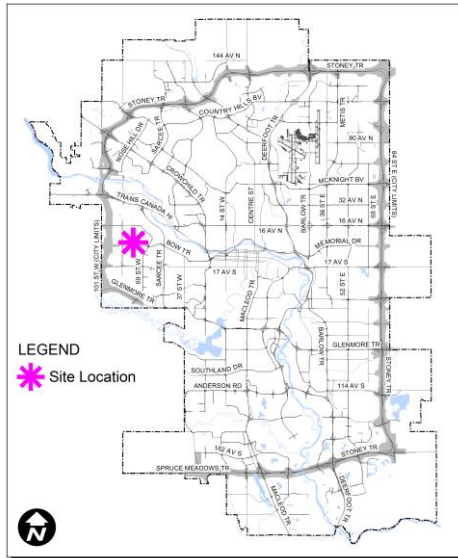 144 AV N
STONEY TR
STONEY TR
COUNTRY HILLS BV
METIS TR
NOSE HILL DR
SARCEE TR
DEERFOOT TR
80 AV N
CROWCHILD TR
MCKNIGHT BV
84 ST E (CITY LIMITS)
TRANS CANADA HI
14 ST W
CENTRE ST
BARLOW TR
36 ST E
32 AV N
68 ST E
16 AV N
16 AV N
101 ST W (CITY LIMITS)
BOW TR
MEMORIAL DR
69 ST W
SARCEE TR
17 AV S
17 AV S
37 ST W
52 ST E
GLENMORE TR
MACLEOD TR
BARLOW TR
GLENMORE TR
LEGEND
Site Location
SOUTHLAND DR
STONEY TR
ANDERSON RD
114 AV S
162 AV S
STONEY TR
SPRUCE MEADOWS TR
MACLEOD TR
DEERFOOT TR
N